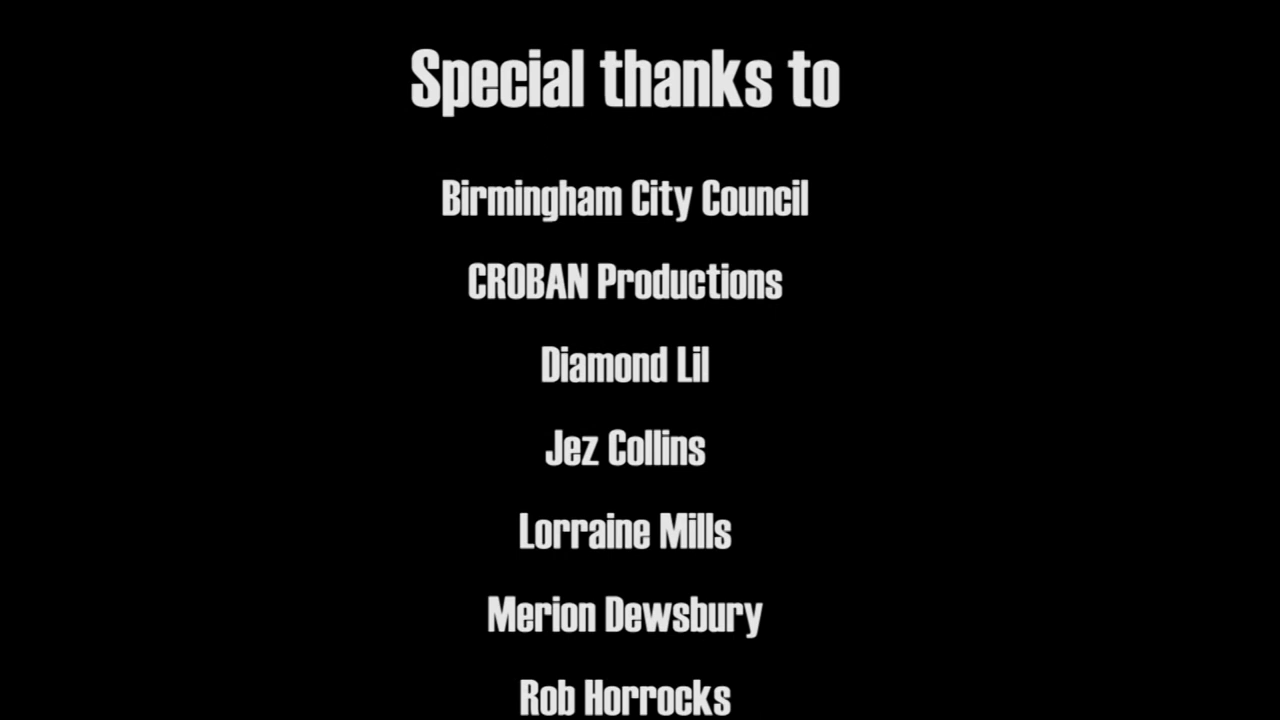 Special thanks to
Birmingham City Council
CROBAN Productions
Diamond Lil
Jez Collins
Lorraine Mills
Merion Dewsbury
Rob Horrocks